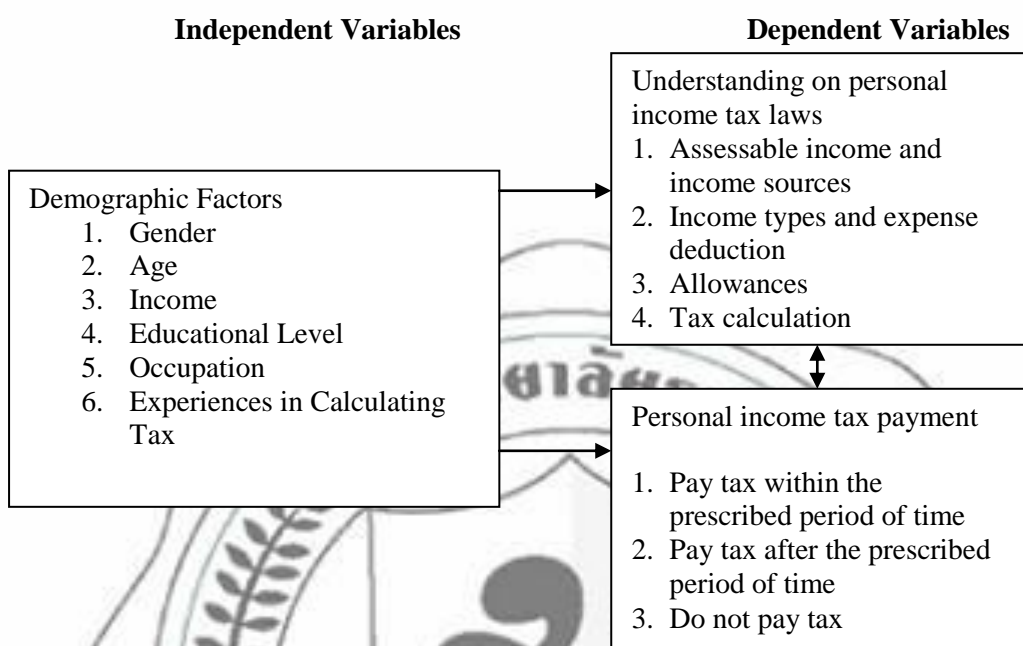 Independent Variables
Dependent Variables
Demographic Factors
1. Gender
2. Age
3. Income
4. Educational Level
5. Occupation
6. Experiences in Calculating
Tax
Understanding on personal
income tax laws
1. Assessable income and
income sources
2. Income types and expense
deduction
3. Allowances
4. Tax calculation
Personal income tax payment
1. Pay tax within the
prescribed period of time
2. Pay tax after the prescribed
period of time
3. Do not pay tax